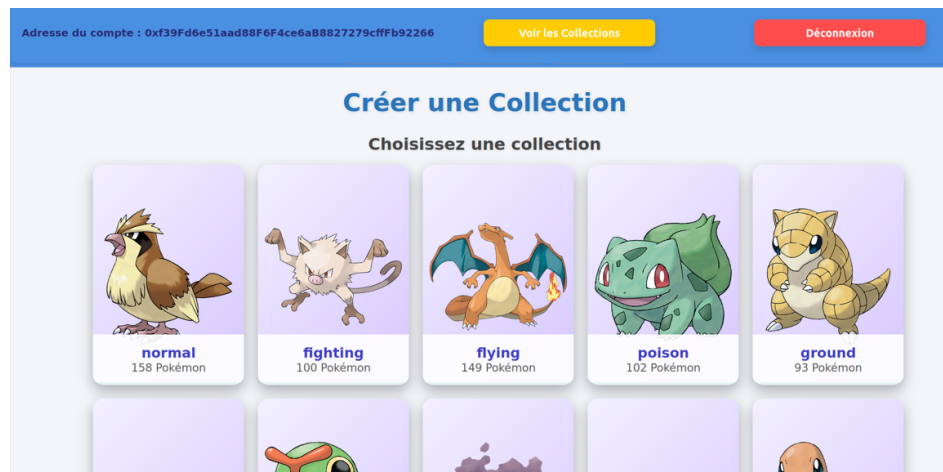 Adresse du compte : 0xf39Fd6e51aad88F6F4ce6aB8827279cffFb92266
Voir les Collections
Déconnexion
Créer une Collection
Choisissez une collection
normal
158 Pokémon
fighting
100 Pokémon
flying
149 Pokémon
poison
102 Pokémon
ground
93 Pokémon